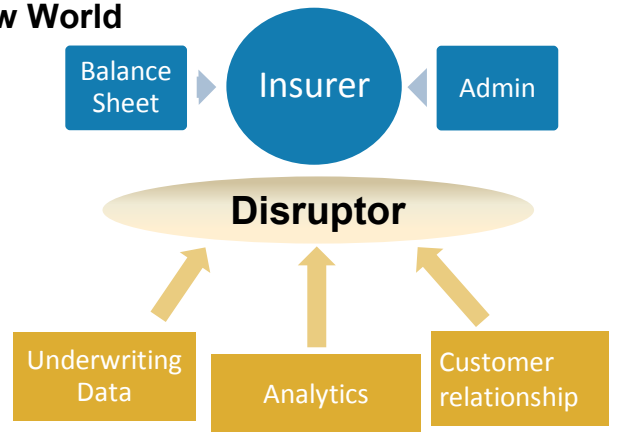 w World
Balance
Sheet
Insurer
Admin
Disruptor
Underwriting
Data
Analytics
Customer
relationship